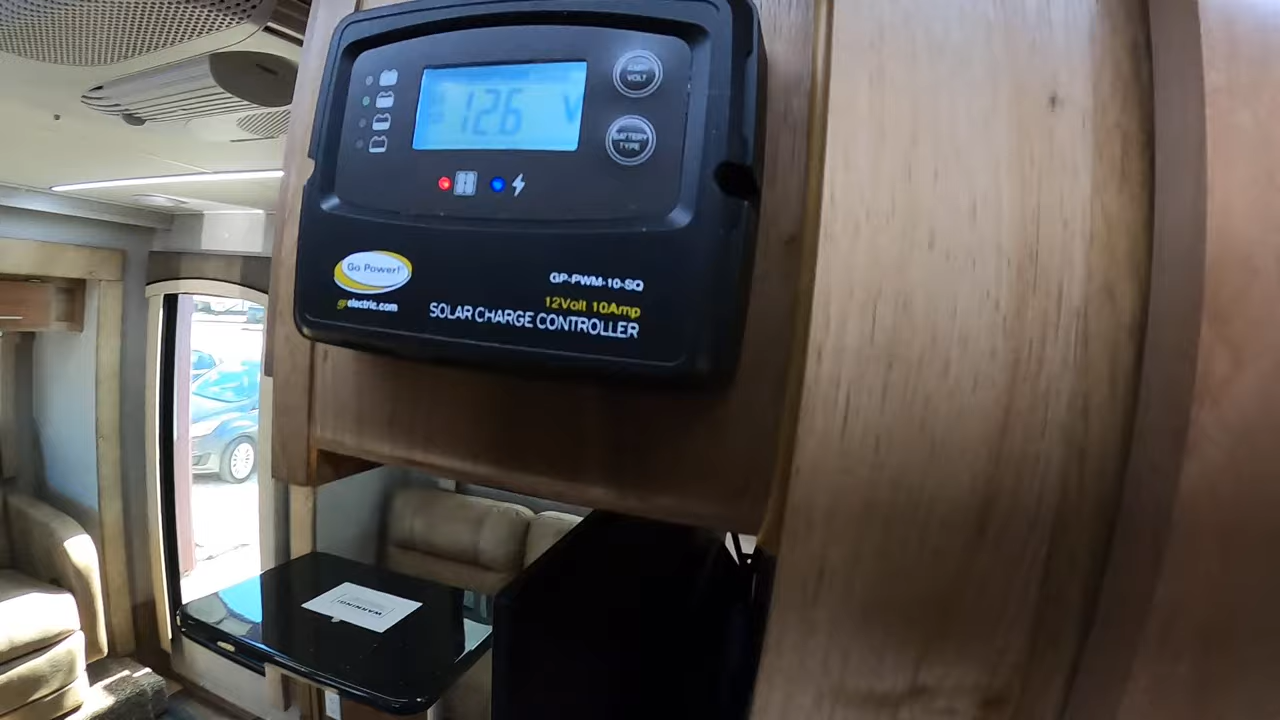 12.6 V
VOLT
BATTERY
TYPE
Go Power!
GP-PWM-10-SQ
gpelectric.com
12Volt 10Amp
SOLAR CHARGE CONTROLLER
WARNING!